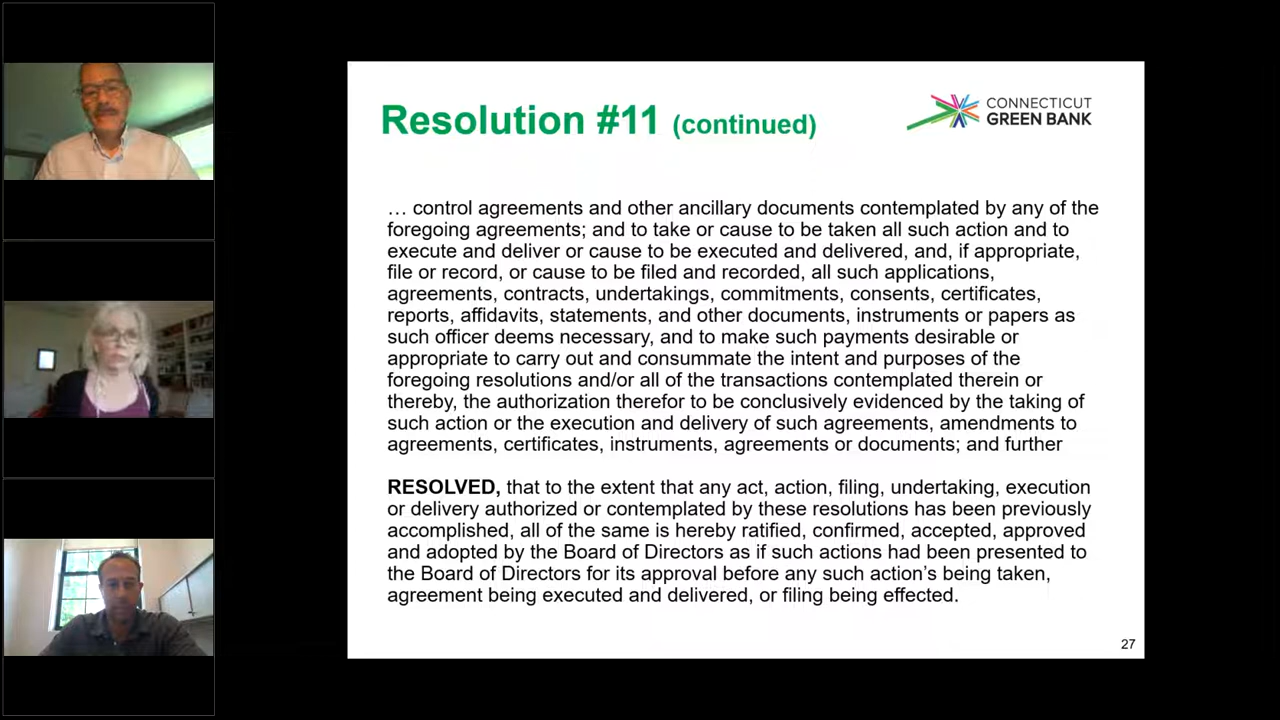 Resolution #11 (continued)
CONNECTICUT
GREEN BANK
… control agreements and other ancillary documents contemplated by any of the
foregoing agreements; and to take or cause to be taken all such action and to
execute and deliver or cause to be executed and delivered, and, if appropriate,
file or record, or cause to be filed and recorded, all such applications,
agreements, contracts, undertakings, commitments, consents, certificates,
reports, affidavits, statements, and other documents, instruments or papers as
such officer deems necessary, and to make such payments desirable or
appropriate to carry out and consummate the intent and purposes of the
foregoing resolutions and/or all of the transactions contemplated therein or
thereby, the authorization therefor to be conclusively evidenced by the taking of
such action or the execution and delivery of such agreements, amendments to
agreements, certificates, instruments, agreements or documents; and further
RESOLVED, that to the extent that any act, action, filing, undertaking, execution
or delivery authorized or contemplated by these resolutions has been previously
accomplished, all of the same is hereby ratified, confirmed, accepted, approved
and adopted by the Board of Directors as if such actions had been presented to
the Board of Directors for its approval before any such action’s being taken,
agreement being executed and delivered, or filing being effected.
27